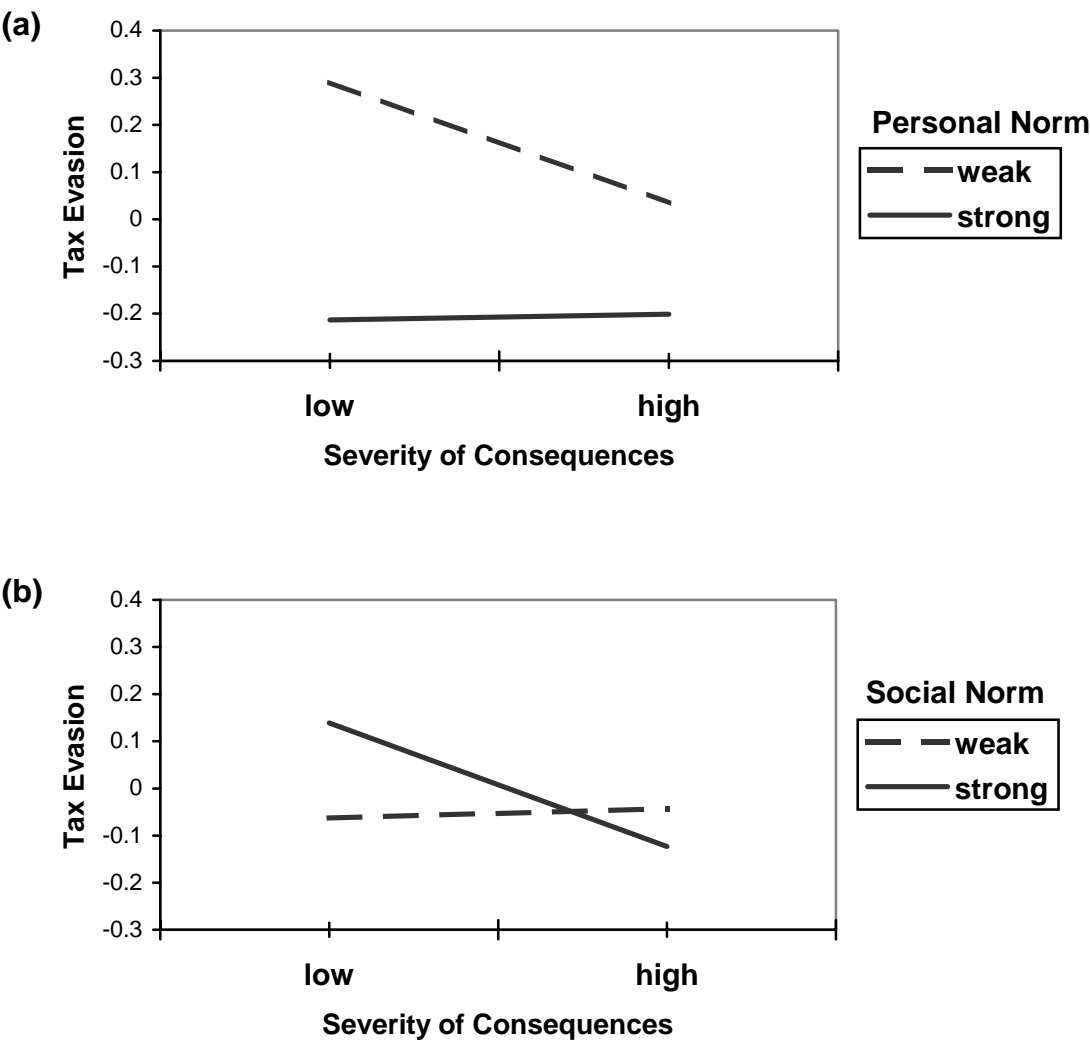 (a)
0.4
0.3
0.2
0.1
0
-0.1
-0.2
-0.3
Tax Evasion
low high
Severity of Consequences
Personal Norm
weak
strong
(b)
0.4
0.3
0.2
0.1
0
-0.1
-0.2
-0.3
Tax Evasion
low high
Severity of Consequences
Social Norm
weak
strong